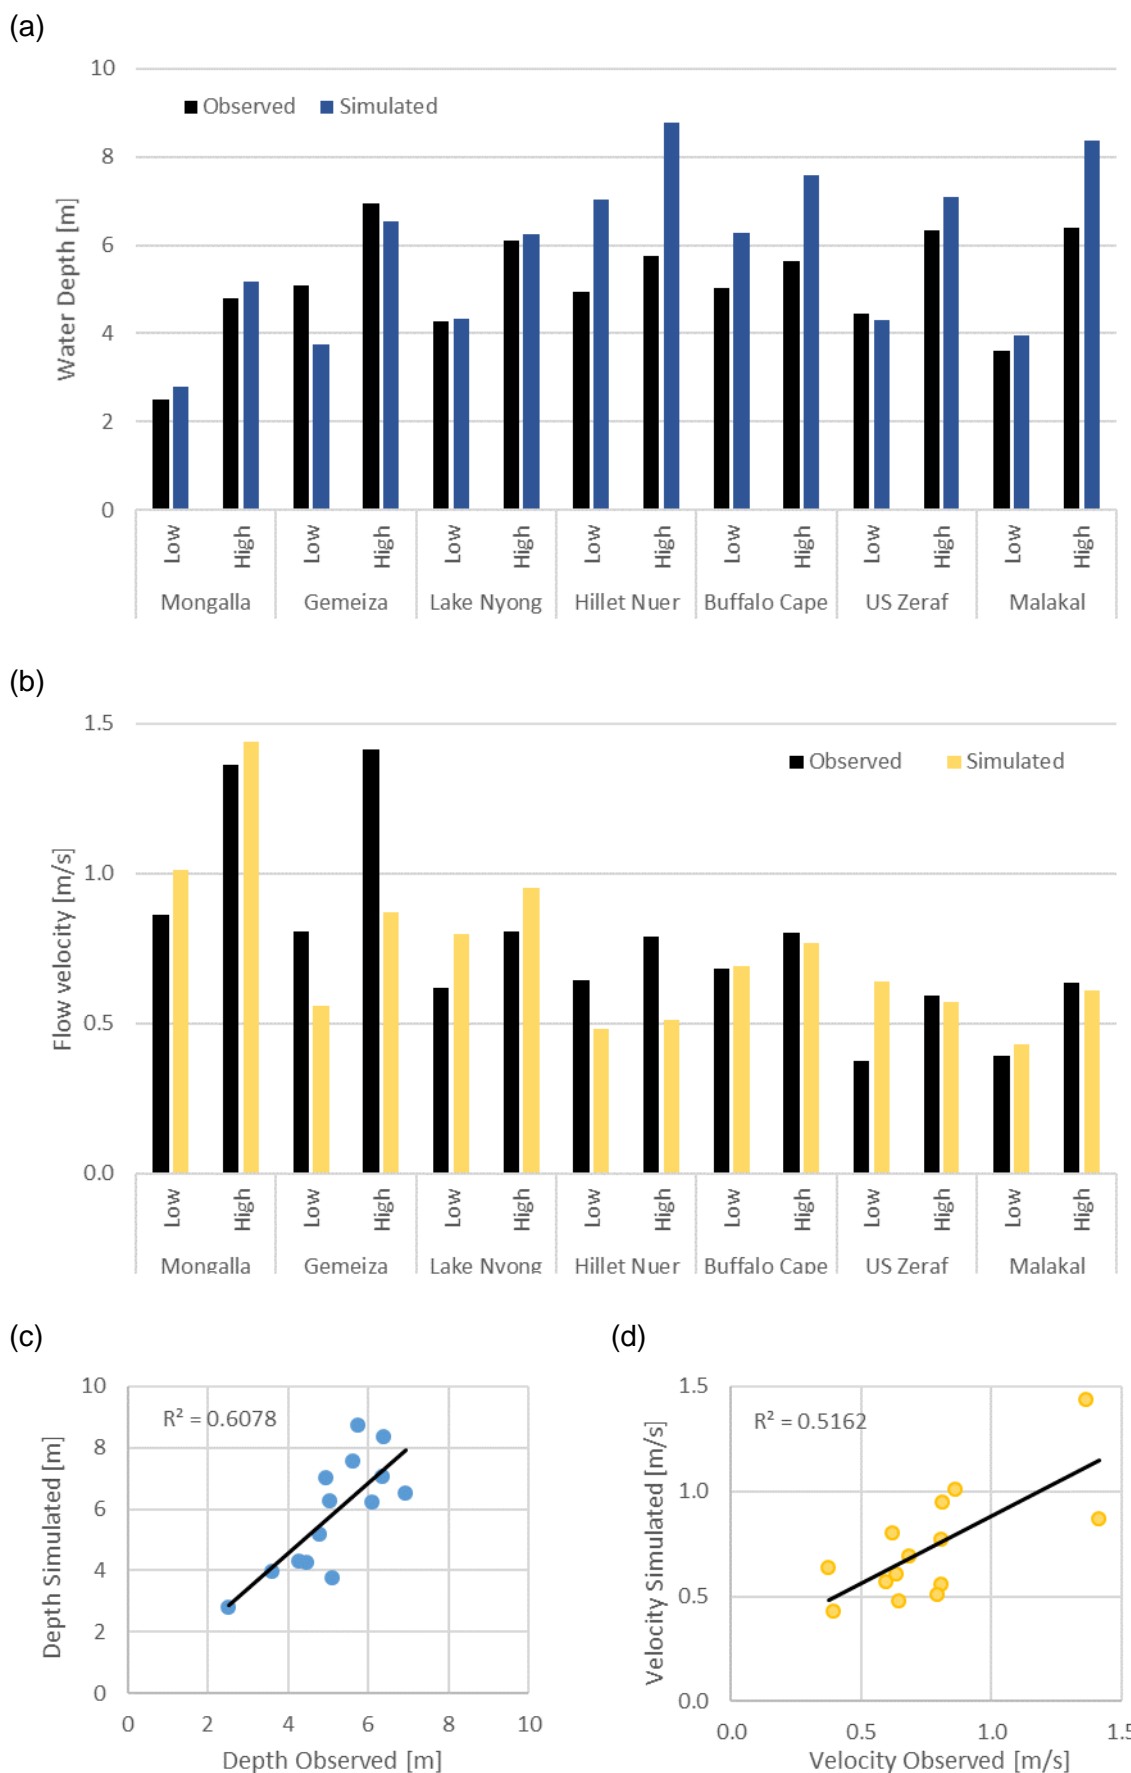 (a)
10
Observed Simulated
8
6
4
2
0
Water Depth [m]
Low High Low High Low High Low High Low High Low High Low High
Mongalla Gemeiza Lake Nyong Hillet Nuer Buffalo Cape US Zeraf Malakal
(b)
1.5
Observed Simulated
1.0
0.5
0.0
Flow velocity [m/s]
Low High Low High Low High Low High Low High Low High Low High
Mongalla Gemeiza Lake Nyong Hillet Nuer Buffalo Cape US Zeraf Malakal
(c)
10
R² = 0.6078
8
6
4
2
0
Depth Simulated [m]
0 2 4 6 8 10
Depth Observed [m]
(d)
1.5
R² = 0.5162
1.0
0.5
0.0
Velocity Simulated [m/s]
0.0 0.5 1.0 1.5
Velocity Observed [m/s]